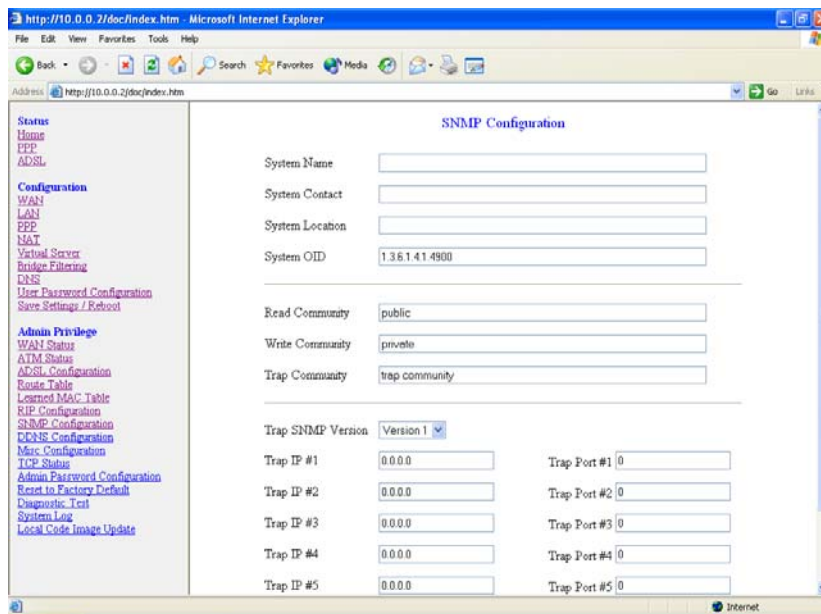 http://10.0.0.2/doc/index.htm - Microsoft Internet Explorer
File Edit View Favorites Tools Help
Back Search Favorites Media
Address http://10.0.0.2/doc/index.htm Go Links
Status
Home
PPP
ADSL
Configuration
WAN
LAN
PPP
NAT
Virtual Server
Bridge Filtering
DNS
User Password Configuration
Save Settings / Reboot
Admin Privilege
WAN Status
ATM Status
ADSL Configuration
Route Table
Learned MAC Table
RIP Configuration
SNMP Configuration
DDNS Configuration
Misc Configuration
TCP Status
Admin Password Configuration
Reset to Factory Default
Diagnostic Test
System Log
Local Code Image Update
SNMP Configuration
System Name
System Contact
System Location
System OID 1.3.6.1.4.1.4900
Read Community public
Write Community private
Trap Community trap community
Trap SNMP Version Version 1
Trap IP #1 0.0.0.0 Trap Port #1 0
Trap IP #2 0.0.0.0 Trap Port #2 0
Trap IP #3 0.0.0.0 Trap Port #3 0
Trap IP #4 0.0.0.0 Trap Port #4 0
Trap IP #5 0.0.0.0 Trap Port #5 0
Internet